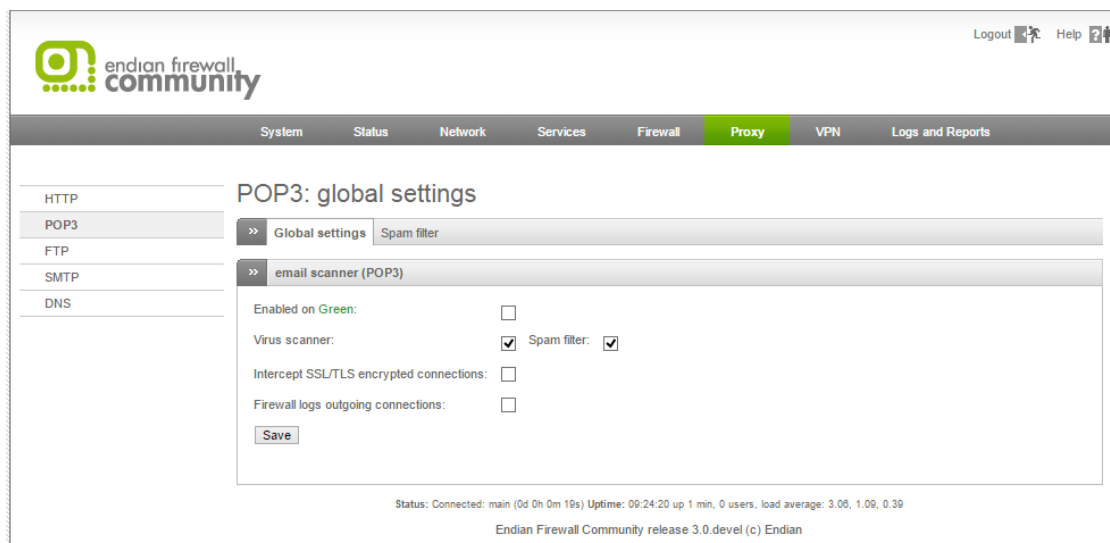 Logout Help
endian firewall
community
System Status Network Services Firewall Proxy VPN Logs and Reports
HTTP
POP3
FTP
SMTP
DNS
POP3: global settings
>> Global settings Spam filter
>> email scanner (POP3)
Enabled on Green:
Virus scanner: Spam filter:
Intercept SSL/TLS encrypted connections:
Firewall logs outgoing connections:
Save
Status: Connected: main (0d 0h 0m 19s) Uptime: 09:24:20 up 1 min, 0 users, load average: 3.06, 1.09, 0.39
Endian Firewall Community release 3.0.devel (c) Endian